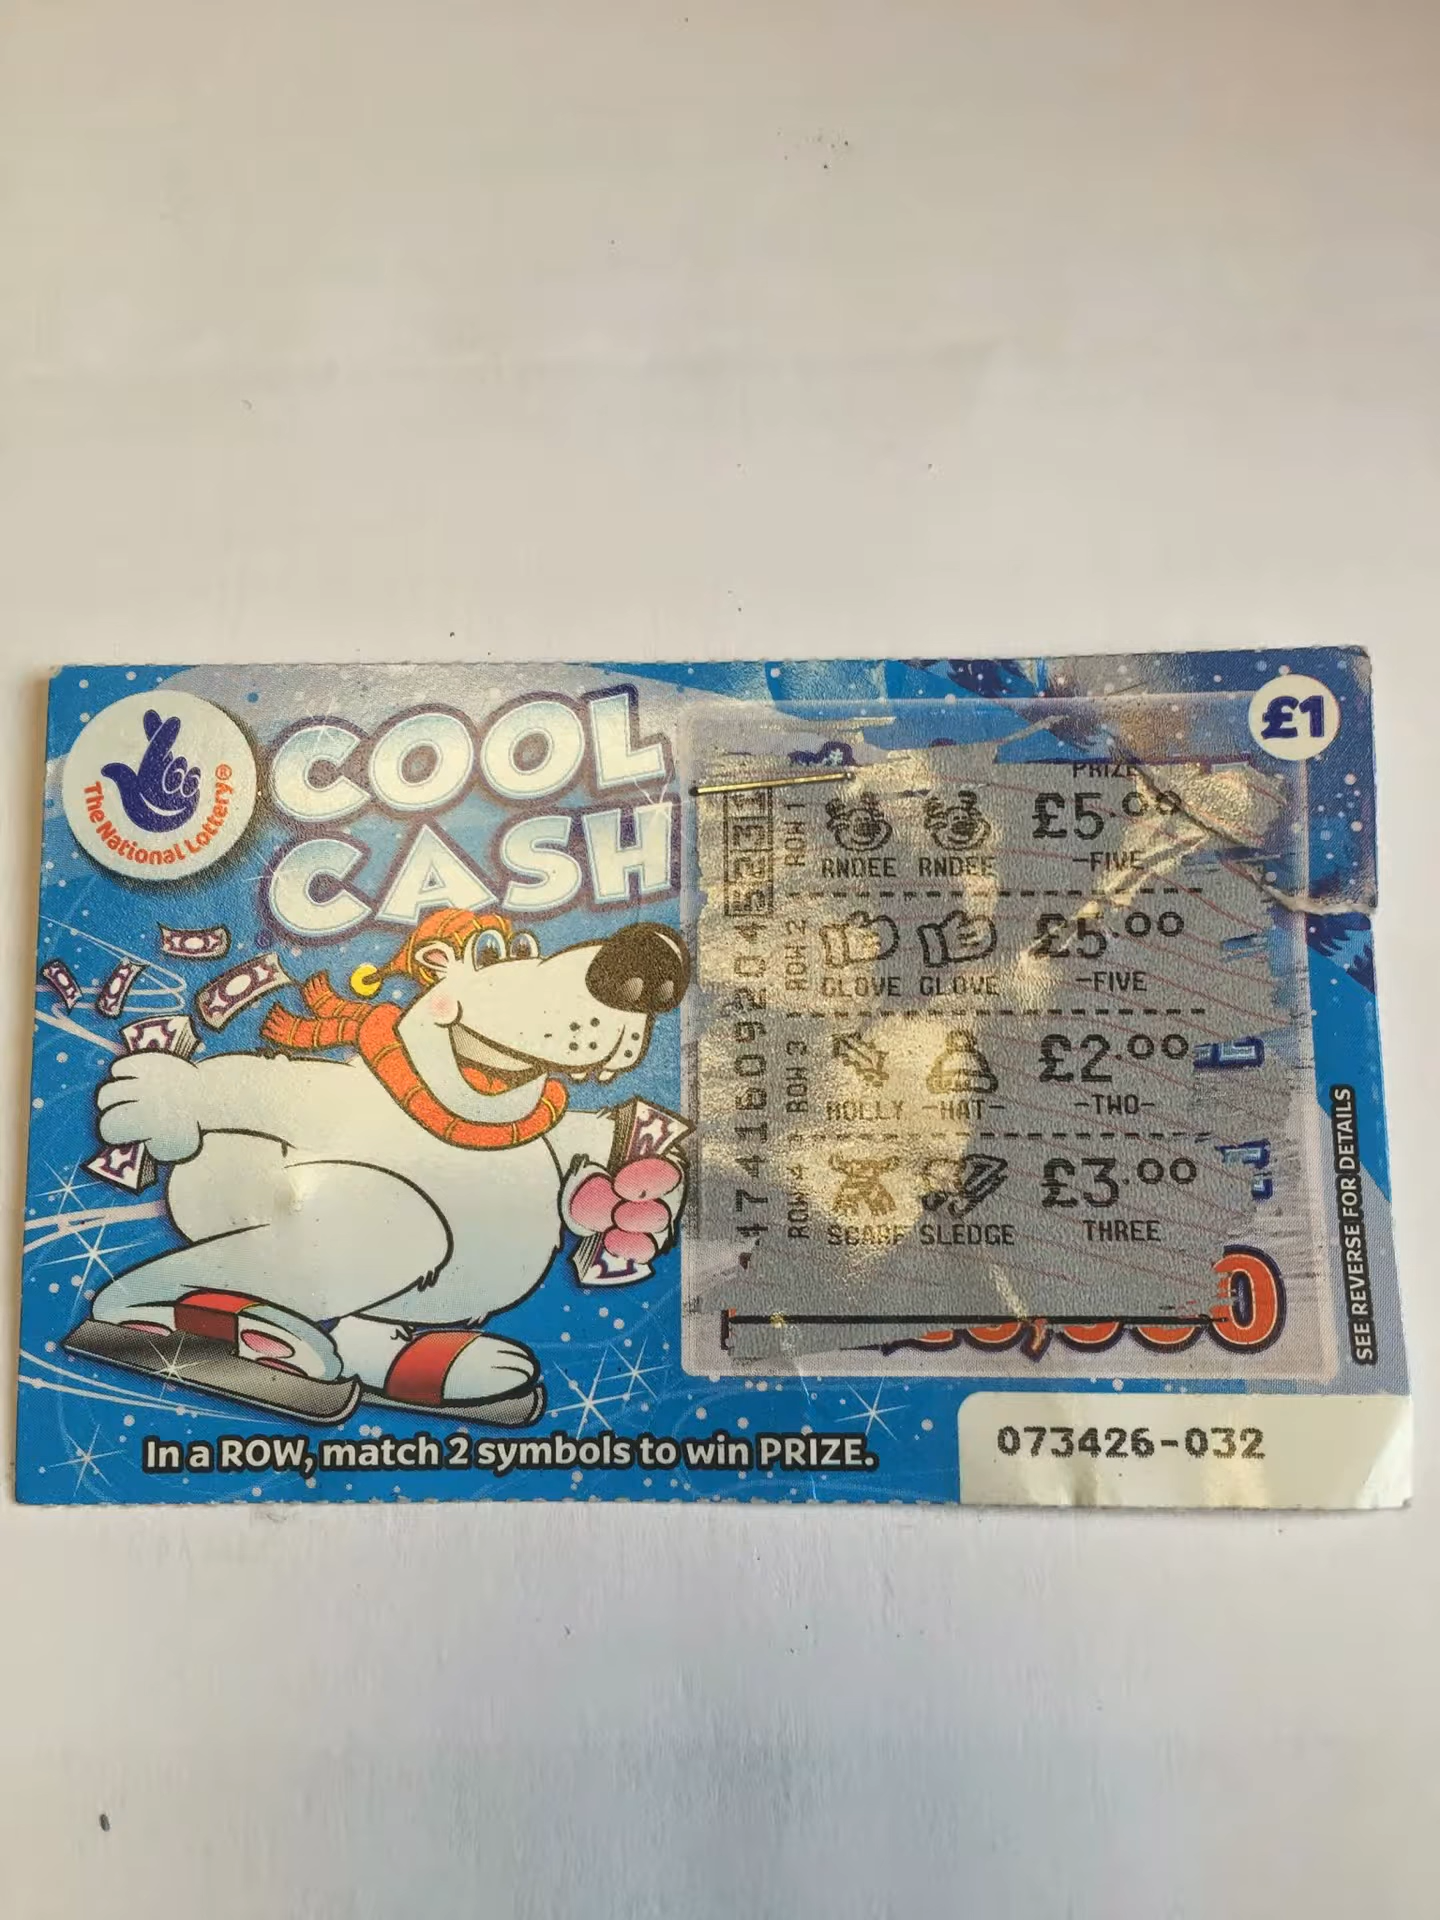 The National Lottery®
COOL
CASH
£1
PRIZE
ROW 1
RNDEE RNDEE
£5.00
-FIVE-
ROW 2
GLOVE GLOVE
£5.00
-FIVE
ROW 3
HOLLY -HAT-
£2.00
-TWO-
ROW 4
SCARF SLEDGE
£3.00
THREE
SEE REVERSE FOR DETAILS
In a ROW, match 2 symbols to win PRIZE.
073426-032